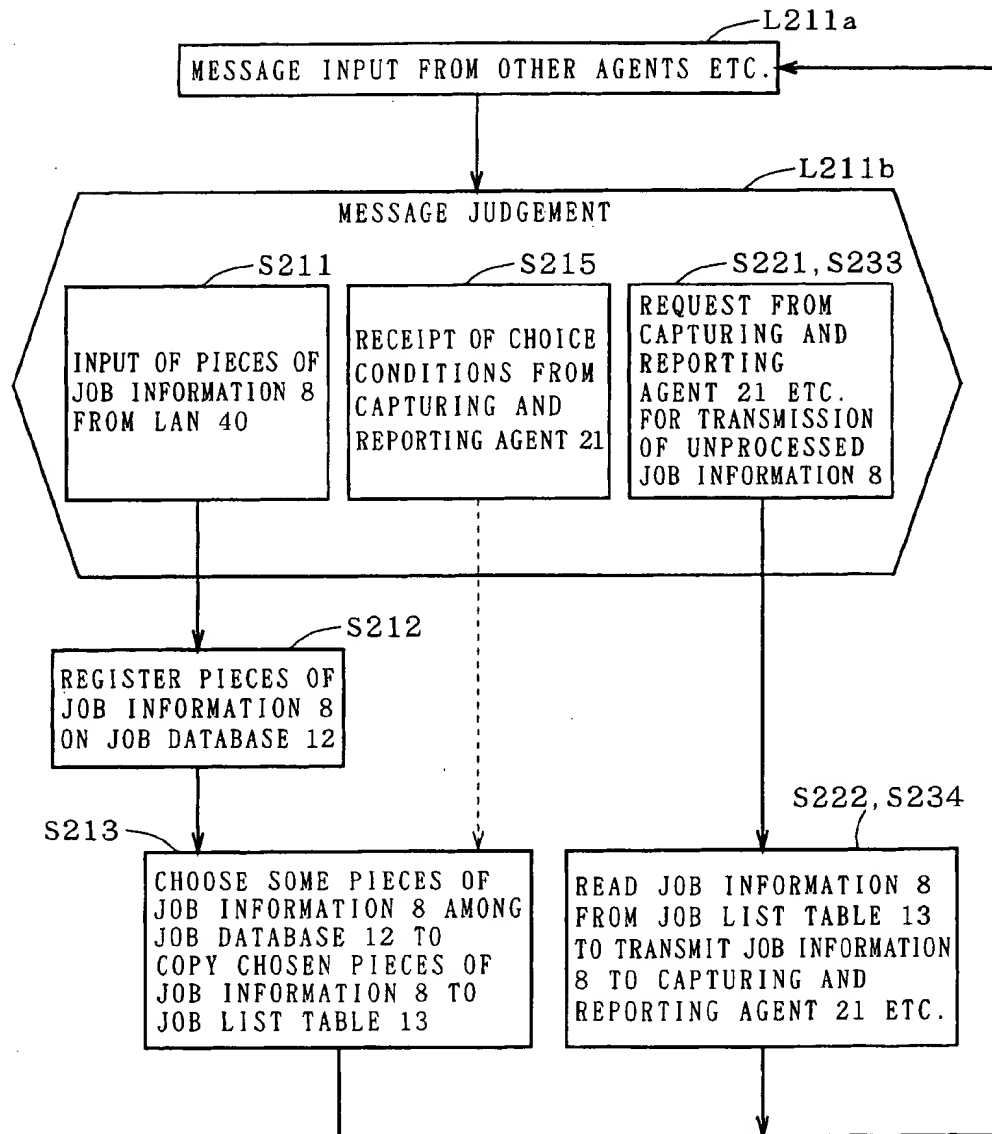 L211a
MESSAGE INPUT FROM OTHER AGENTS ETC.
L211b
MESSAGE JUDGEMENT
S211
INPUT OF PIECES OF
JOB INFORMATION 8
FROM LAN 40
S215
RECEIPT OF CHOICE
CONDITIONS FROM
CAPTURING AND
REPORTING AGENT 21
S221, S233
REQUEST FROM
CAPTURING AND
REPORTING
AGENT 21 ETC.
FOR TRANSMISSION
OF UNPROCESSED
JOB INFORMATION 8
S212
REGISTER PIECES OF
JOB INFORMATION 8
ON JOB DATABASE 12
S213
CHOOSE SOME PIECES OF
JOB INFORMATION 8 AMONG
JOB DATABASE 12 TO
COPY CHOSEN PIECES OF
JOB INFORMATION 8 TO
JOB LIST TABLE 13
S222, S234
READ JOB INFORMATION 8
FROM JOB LIST TABLE 13
TO TRANSMIT JOB INFORMATION
8 TO CAPTURING AND
REPORTING AGENT 21 ETC.